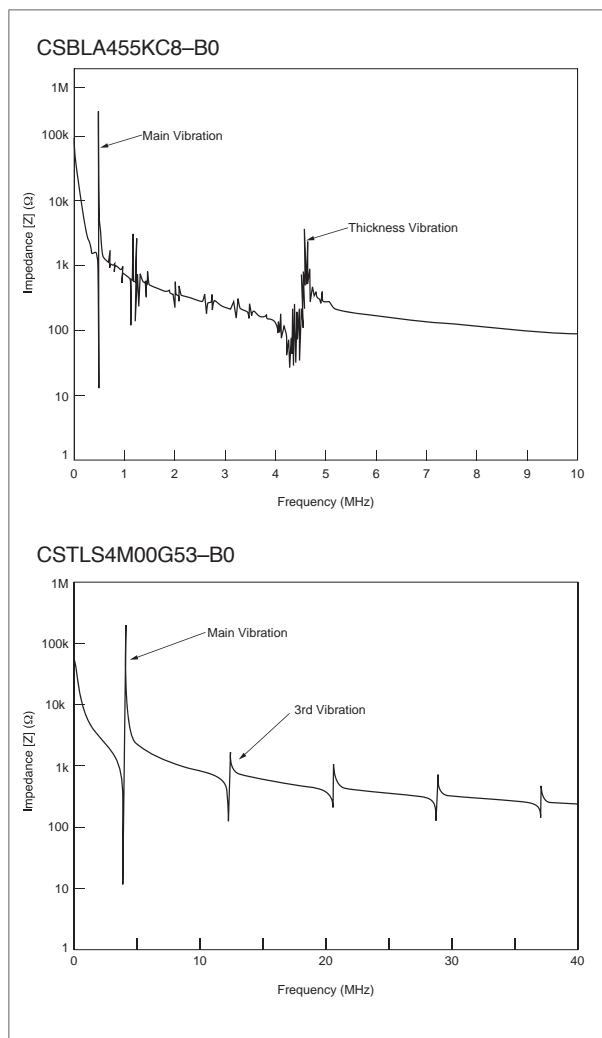 CSBLA455KC8–B0
1M
100k
10k
1k
100
10
1
Impedance [Z] (Ω)
Main Vibration
Thickness Vibration
0 1 2 3 4 5 6 7 8 9 10
Frequency (MHz)
CSTLS4M00G53–B0
1M
100k
10k
1k
100
10
1
Impedance [Z] (Ω)
Main Vibration
3rd Vibration
0 10 20 30 40
Frequency (MHz)